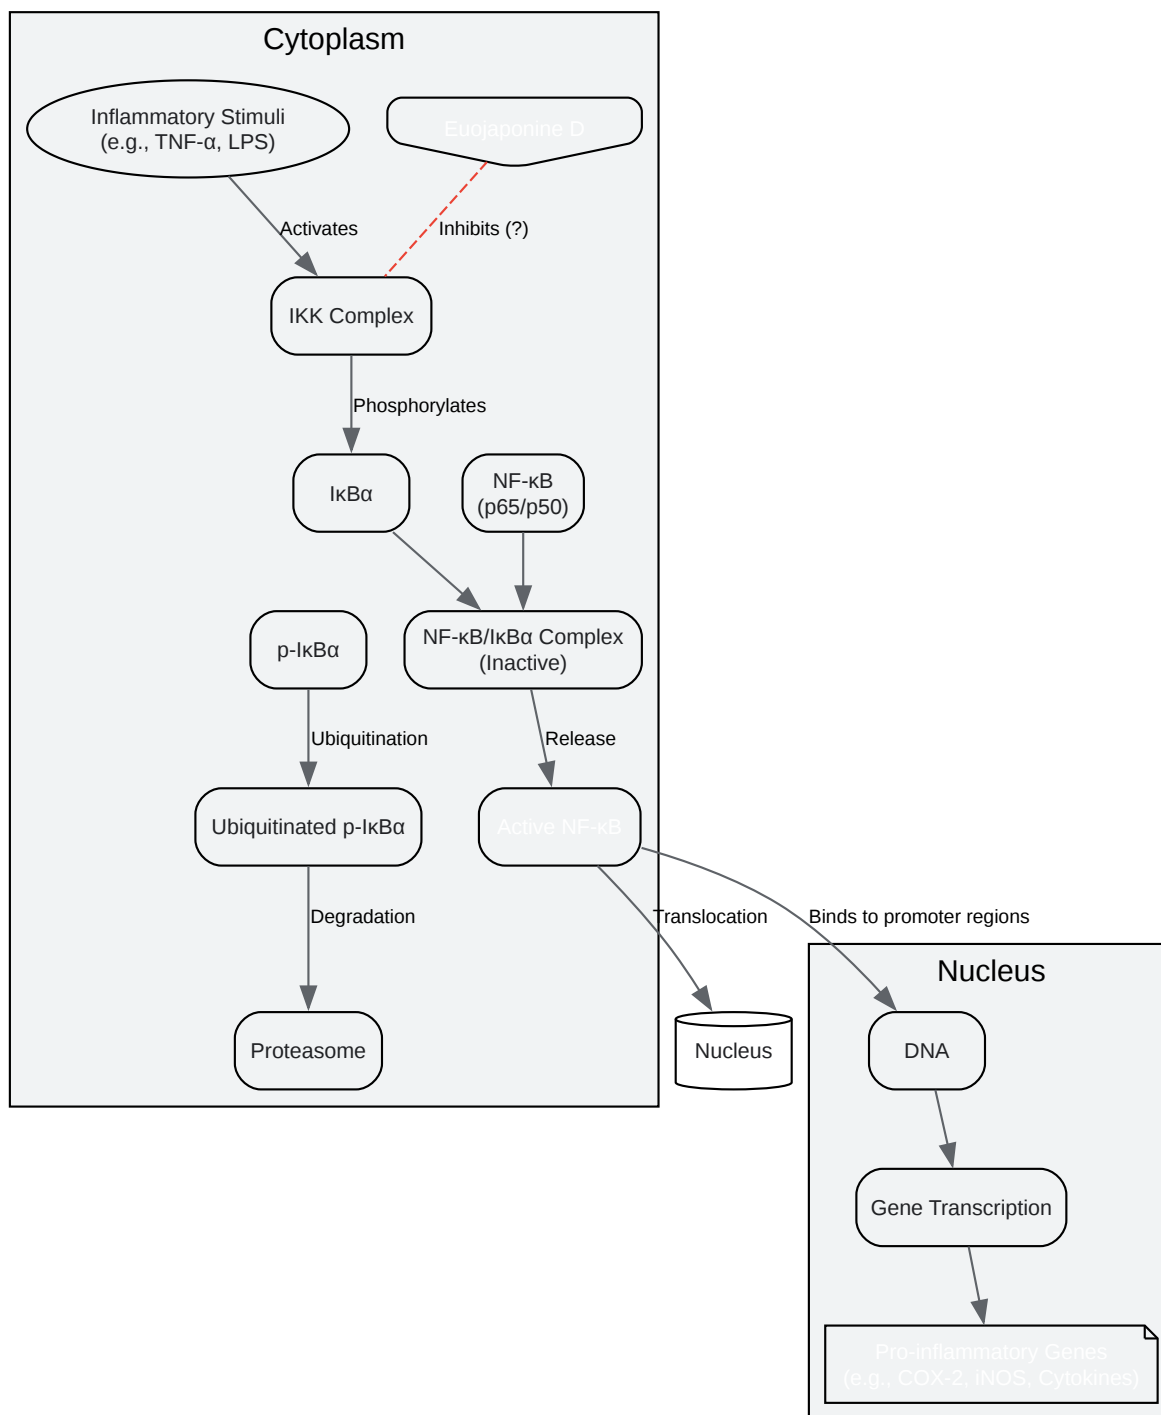 Cytoplasm
Inflammatory Stimuli
(e.g., TNF-α, LPS)
Euojaponine D
Activates
Inhibits (?)
IKK Complex
Phosphorylates
IκBα
NF-κB
(p65/p50)
p-IκBα
NF-κB/IκBα Complex
(Inactive)
Ubiquitination
Release
Ubiquitinated p-IκBα
Active NF-κB
Degradation
Translocation
Binds to promoter regions
Nucleus
Proteasome
Nucleus
DNA
Gene Transcription
Pro-inflammatory Genes
(e.g., COX-2, iNOS, Cytokines)